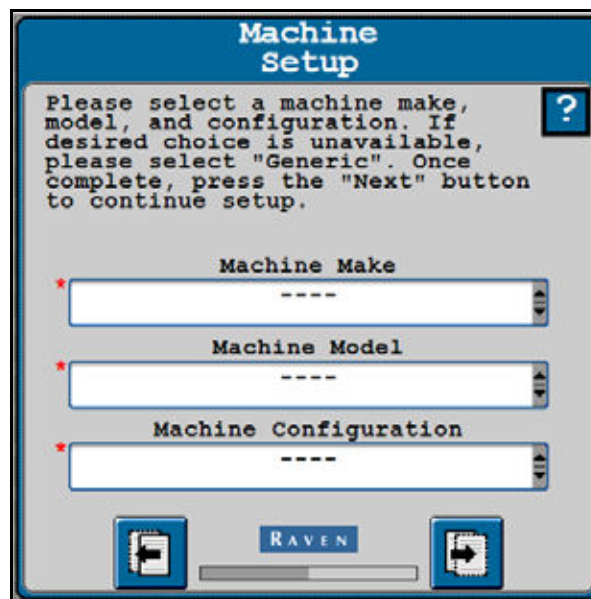 Machine
Setup
Please select a machine make,
model, and configuration. If
desired choice is unavailable,
please select "Generic". Once
complete, press the "Next" button
to continue setup.
?
Machine Make
*
----
Machine Model
*
----
Machine Configuration
*
----
RAVEN